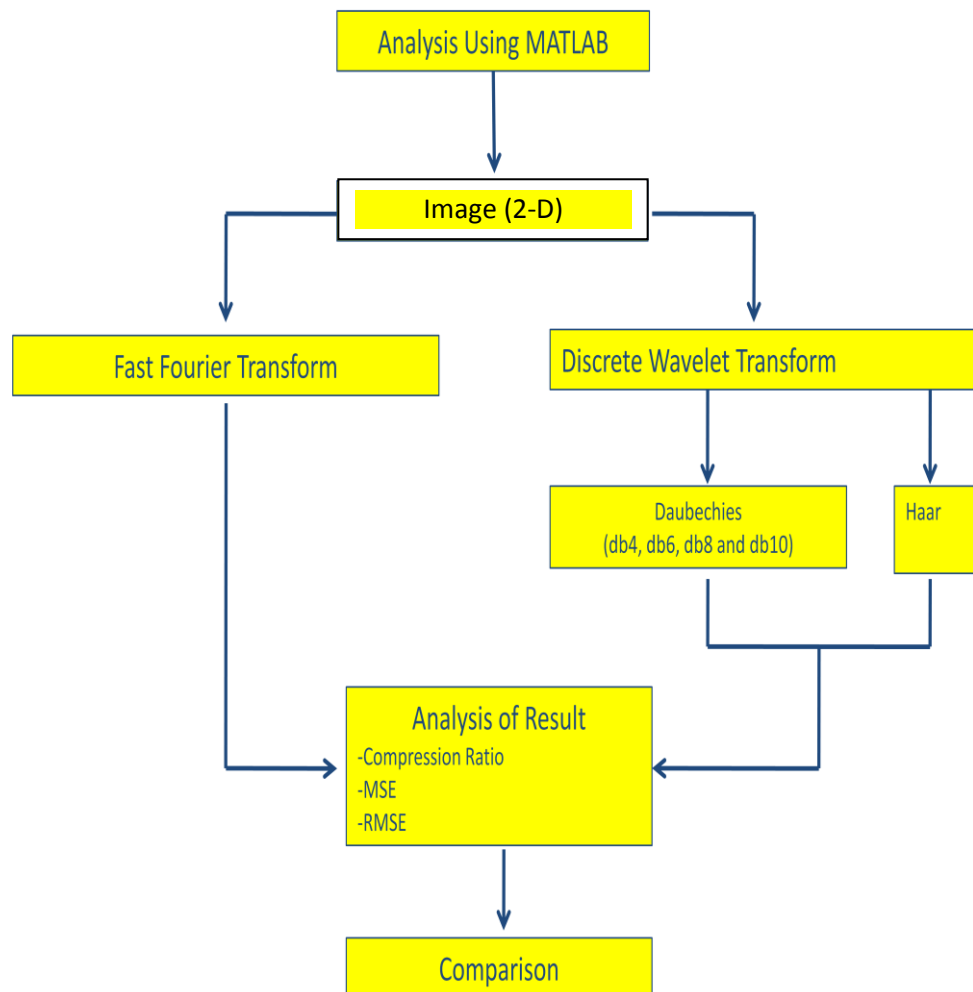 Analysis Using MATLAB
Image (2-D)
Fast Fourier Transform
Discrete Wavelet Transform
Daubechies
(db4, db6, db8 and db10)
Haar
Analysis of Result
-Compression Ratio
-MSE
-RMSE
Comparison